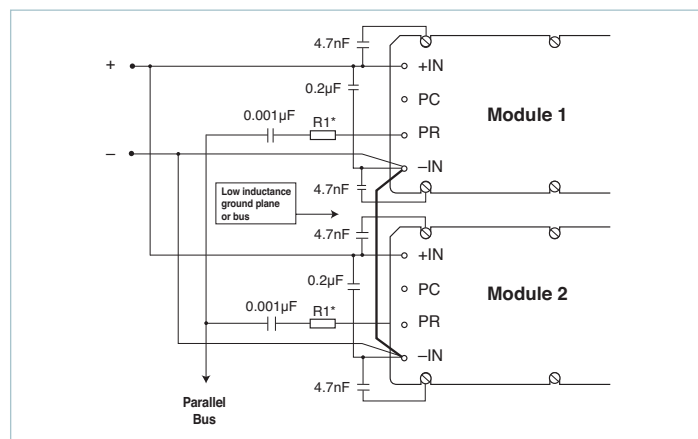 4.7nF
+
+IN
0.2µF
PC
Module 1
0.001µF
R1*
PR
–
–IN
4.7nF
Low inductance
ground plane
or bus
4.7nF
+IN
0.2µF
PC
Module 2
0.001µF
R1*
PR
–IN
4.7nF
Parallel
Bus